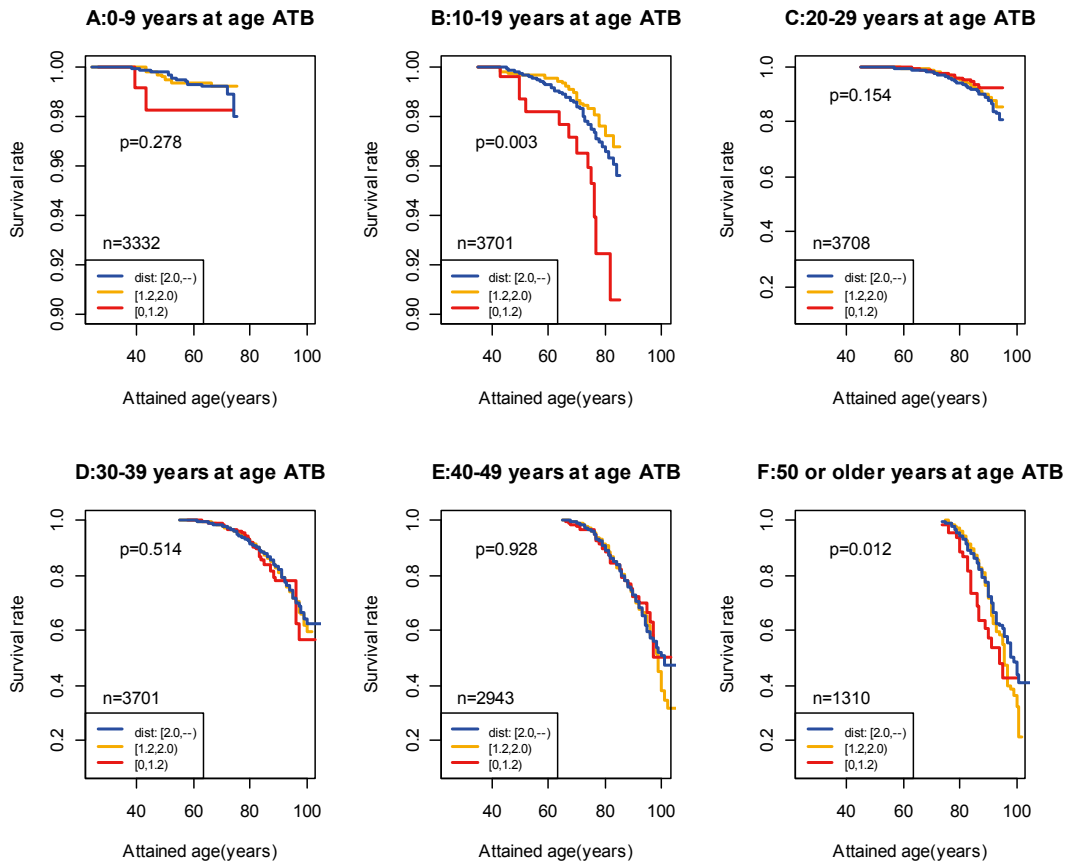 A:0-9 years at age ATB
Survival rate
1.00
0.98
0.96
0.94
0.92
0.90
p=0.278
n=3332
dist: [2.0,--)
[1.2,2.0)
[0,1.2)
40 60 80 100
Attained age(years)
B:10-19 years at age ATB
Survival rate
1.00
0.98
0.96
0.94
0.92
0.90
p=0.003
n=3701
dist: [2.0,--)
[1.2,2.0)
[0,1.2)
40 60 80 100
Attained age(years)
C:20-29 years at age ATB
Survival rate
1.0
0.8
0.6
0.4
0.2
p=0.154
n=3708
dist: [2.0,--)
[1.2,2.0)
[0,1.2)
40 60 80 100
Attained age(years)
D:30-39 years at age ATB
Survival rate
1.0
0.8
0.6
0.4
0.2
p=0.514
n=3701
dist: [2.0,--)
[1.2,2.0)
[0,1.2)
40 60 80 100
Attained age(years)
E:40-49 years at age ATB
Survival rate
1.0
0.8
0.6
0.4
0.2
p=0.928
n=2943
dist: [2.0,--)
[1.2,2.0)
[0,1.2)
40 60 80 100
Attained age(years)
F:50 or older years at age ATB
Survival rate
1.0
0.8
0.6
0.4
0.2
p=0.012
n=1310
dist: [2.0,--)
[1.2,2.0)
[0,1.2)
40 60 80 100
Attained age(years)